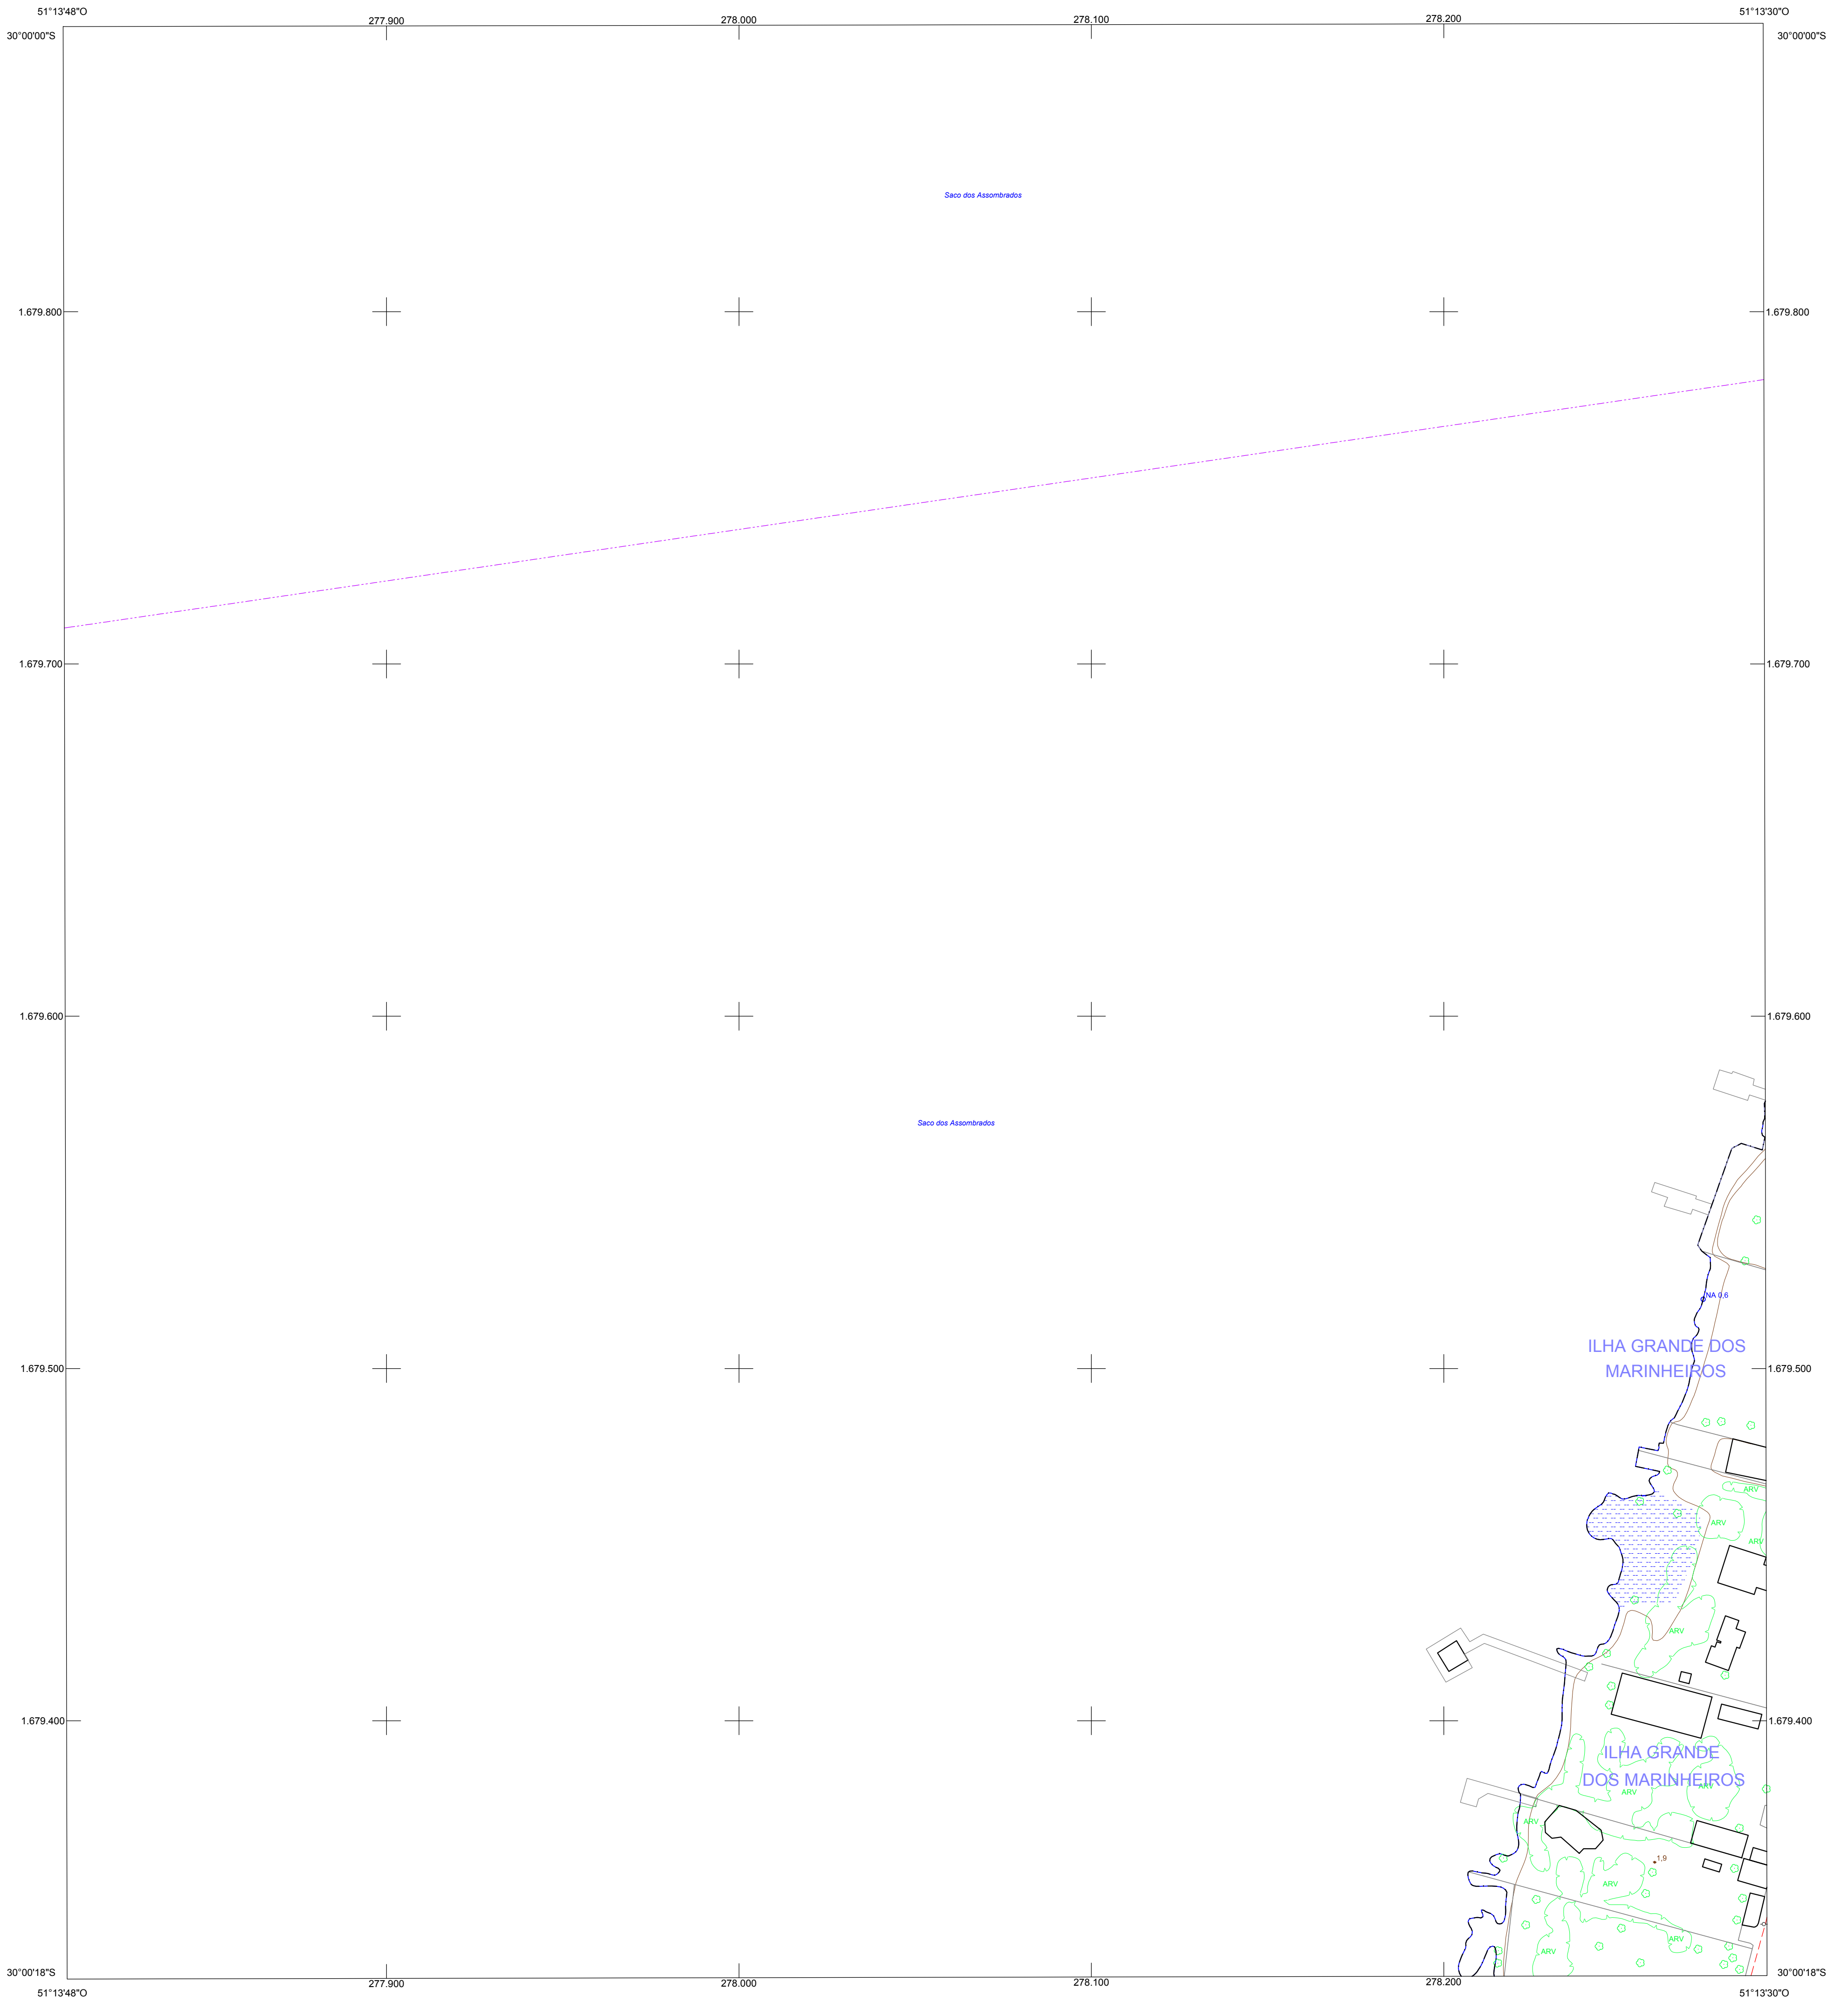 51°13'48"O
277.900
278.000
278.100
278.200
51°13'30"O
30°00'00"S
30°00'00"S
Saco dos Assombrados
1.679.800
1.679.800
1.679.700
1.679.700
1.679.600
1.679.600
Saco dos Assombrados
NA 0,6
ILHA GRANDE DOS
MARINHEIROS
1.679.500
1.679.500
ARV
ARV
ARV
ARV
1.679.400
1.679.400
ILHA GRANDE
DOS MARINHEIROS
ARV
ARV
ARV
1,9
ARV
ARV
ARV
30°00'18"S
30°00'18"S
277.900
278.000
278.100
278.200
51°13'48"O
51°13'30"O